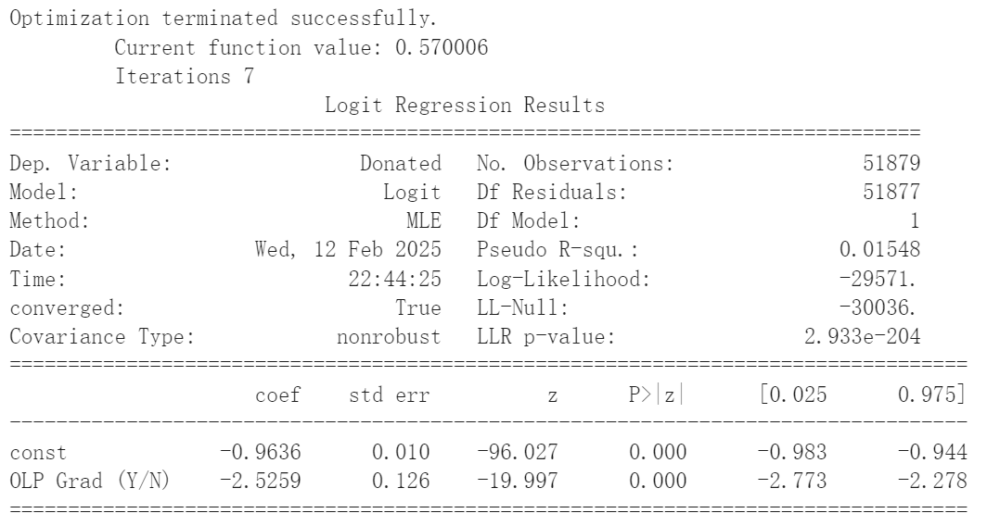 Optimization terminated successfully.
Current function value: 0.570006
Iterations 7
Logit Regression Results
==============================================================================
Dep. Variable: Donated No. Observations: 51879
Model: Logit Df Residuals: 51877
Method: MLE Df Model: 1
Date: Wed, 12 Feb 2025 Pseudo R-squ.: 0.01548
Time: 22:44:25 Log-Likelihood: -29571.
converged: True LL-Null: -30036.
Covariance Type: nonrobust LLR p-value: 2.933e-204
==================================================================================
coef std err z P>|z| [0.025 0.975]
----------------------------------------------------------------------------------
const -0.9636 0.010 -96.027 0.000 -0.983 -0.944
OLP Grad (Y/N) -2.5259 0.126 -19.997 0.000 -2.773 -2.278
==================================================================================